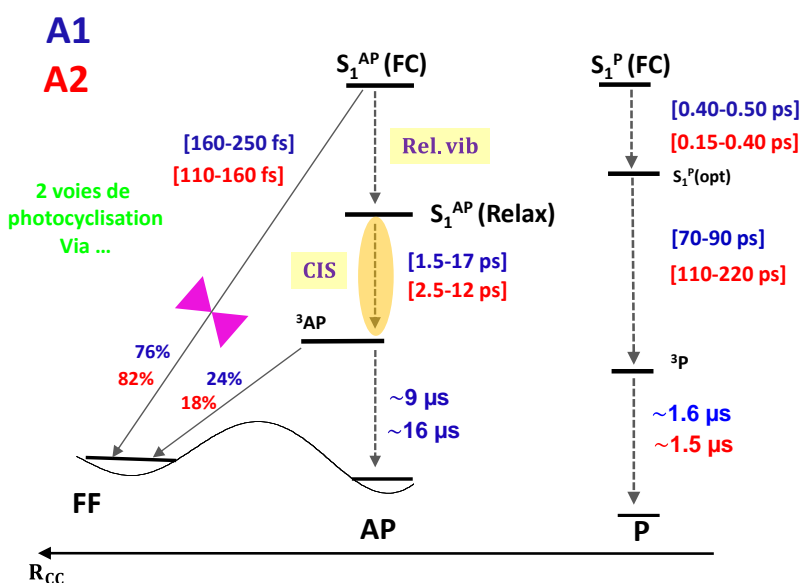 A1
A2
S₁ᴬᴾ (FC)
S₁ᴾ (FC)
[0.40-0.50 ps]
[0.15-0.40 ps]
[160-250 fs]
[110-160 fs]
Rel. vib
S₁ᴾ(opt)
2 voies de
photocyclisation
Via ...
S₁ᴬᴾ (Relax)
CIS
[1.5-17 ps]
[2.5-12 ps]
[70-90 ps]
[110-220 ps]
³AP
³P
76%
82%
24%
18%
~9 µs
~16 µs
~1.6 µs
~1.5 µs
FF
AP
P
R_CC